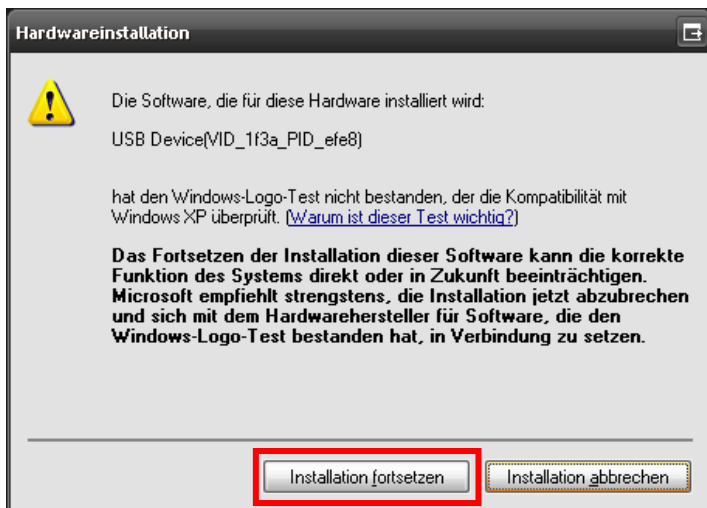 Hardwareinstallation
Die Software, die für diese Hardware installiert wird:
USB Device(VID_1f3a_PID_efe8)
hat den Windows-Logo-Test nicht bestanden, der die Kompatibilität mit
Windows XP überprüft. (Warum ist dieser Test wichtig?)
Das Fortsetzen der Installation dieser Software kann die korrekte
Funktion des Systems direkt oder in Zukunft beeinträchtigen.
Microsoft empfiehlt strengstens, die Installation jetzt abzubrechen
und sich mit dem Hardwarehersteller für Software, die den
Windows-Logo-Test bestanden hat, in Verbindung zu setzen.
Installation fortsetzen Installation abbrechen